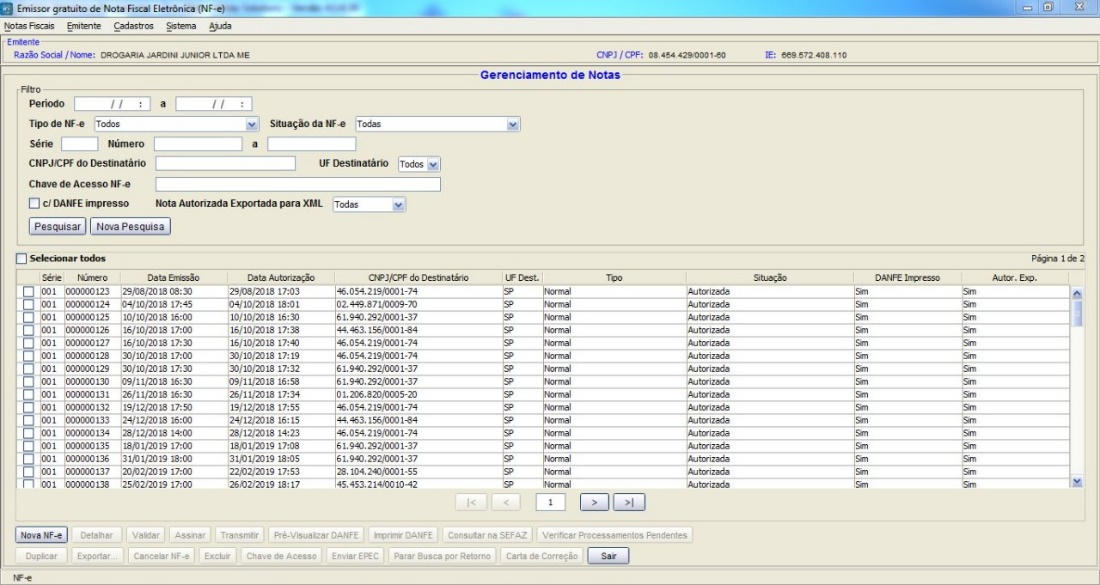 Emissor gratuito de Nota Fiscal Eletrônica (NF-e)
Notas Fiscais Emitente Cadastros Sistema Ajuda
Emitente
Razão Social / Nome: DROGARIA JARDINI JUNIOR LTDA ME CNPJ / CPF: 08.454.429/0001-60 IE: 669.572.408.110
Gerenciamento de Notas
Filtro
Periodo / / : a / / :
Tipo de NF-e Todos Situação da NF-e Todas
Série Número a
CNPJ/CPF do Destinatário UF Destinatário Todos
Chave de Acesso NF-e
c/ DANFE impresso Nota Autorizada Exportada para XML Todas
Pesquisar Nova Pesquisa
Selecionar todos Página 1 de 2
Série Número Data Emissão Data Autorização CNPJ/CPF do Destinatário UF Dest. Tipo Situação DANFE Impresso Autor. Exp.
001 000000123 29/08/2018 08:30 29/08/2018 17:03 46.054.219/0001-74 SP Normal Autorizada Sim Sim
001 000000124 04/10/2018 17:45 04/10/2018 18:01 02.449.871/0009-70 SP Normal Autorizada Sim Sim
001 000000125 10/10/2018 16:00 10/10/2018 16:30 61.940.292/0001-37 SP Normal Autorizada Sim Sim
001 000000126 16/10/2018 17:00 16/10/2018 17:38 44.463.156/0001-84 SP Normal Autorizada Sim Sim
001 000000127 16/10/2018 17:30 16/10/2018 17:40 46.054.219/0001-74 SP Normal Autorizada Sim Sim
001 000000128 30/10/2018 17:00 30/10/2018 17:19 46.054.219/0001-74 SP Normal Autorizada Sim Sim
001 000000129 30/10/2018 17:30 30/10/2018 17:32 61.940.292/0001-37 SP Normal Autorizada Sim Sim
001 000000130 09/11/2018 16:30 09/11/2018 16:58 61.940.292/0001-37 SP Normal Autorizada Sim Sim
001 000000131 26/11/2018 16:30 26/11/2018 17:34 01.206.820/0005-20 SP Normal Autorizada Sim Sim
001 000000132 19/12/2018 17:50 19/12/2018 17:55 46.054.219/0001-74 SP Normal Autorizada Sim Sim
001 000000133 24/12/2018 16:00 24/12/2018 16:15 44.463.156/0001-84 SP Normal Autorizada Sim Sim
001 000000134 28/12/2018 14:00 28/12/2018 14:23 46.054.219/0001-74 SP Normal Autorizada Sim Sim
001 000000135 18/01/2019 17:00 18/01/2019 17:08 61.940.292/0001-37 SP Normal Autorizada Sim Sim
001 000000136 31/01/2019 18:00 31/01/2019 18:05 61.940.292/0001-37 SP Normal Autorizada Sim Sim
001 000000137 20/02/2019 17:00 22/02/2019 17:53 28.104.240/0001-55 SP Normal Autorizada Sim Sim
001 000000138 25/02/2019 17:00 26/02/2019 18:17 45.453.214/0010-42 SP Normal Autorizada Sim Sim
|< < 1 > >|
Nova NF-e Detalhar Validar Assinar Transmitir Pré-Visualizar DANFE Imprimir DANFE Consultar na SEFAZ Verificar Processamentos Pendentes
Duplicar Exportar... Cancelar NF-e Excluir Chave de Acesso Enviar EPEC Parar Busca por Retorno Carta de Correção Sair
NF-e